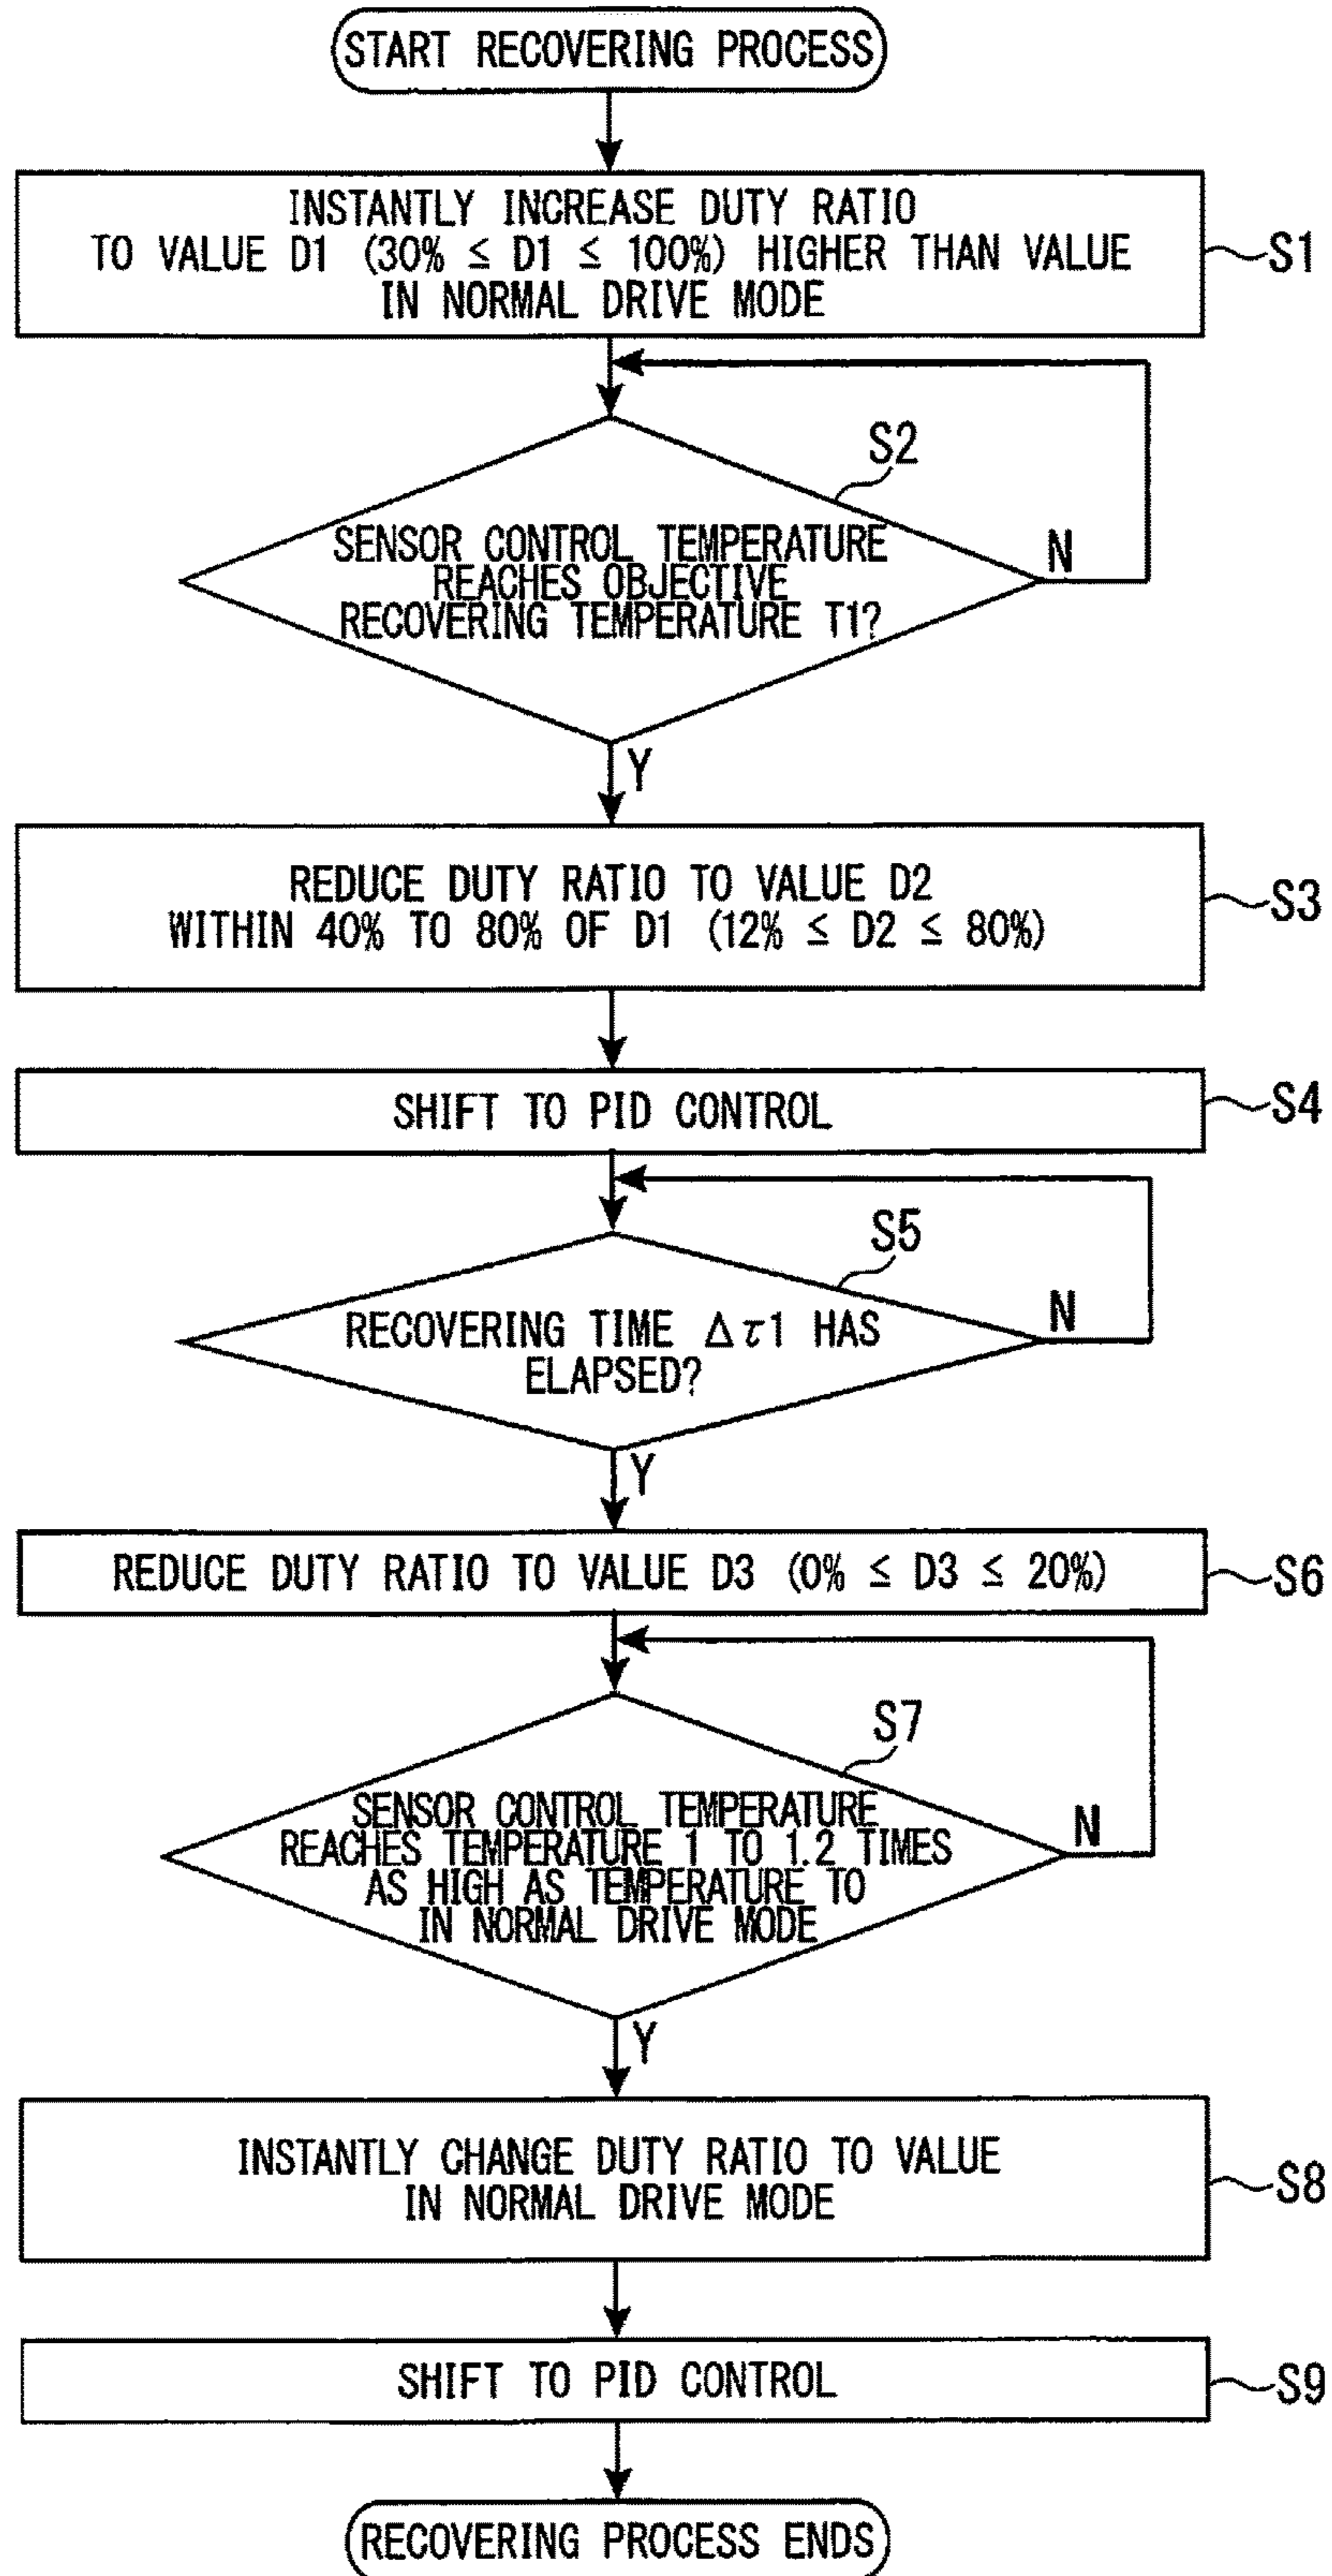 START RECOVERING PROCESS
INSTANTLY INCREASE DUTY RATIO
TO VALUE D1 (30% ≤ D1 ≤ 100%) HIGHER THAN VALUE
IN NORMAL DRIVE MODE
S1
S2
SENSOR CONTROL TEMPERATURE
REACHES OBJECTIVE
RECOVERING TEMPERATURE T1?
N
Y
REDUCE DUTY RATIO TO VALUE D2
WITHIN 40% TO 80% OF D1 (12% ≤ D2 ≤ 80%)
S3
SHIFT TO PID CONTROL
S4
S5
RECOVERING TIME Δτ1 HAS
ELAPSED?
N
Y
REDUCE DUTY RATIO TO VALUE D3 (0% ≤ D3 ≤ 20%)
S6
S7
SENSOR CONTROL TEMPERATURE
REACHES TEMPERATURE 1 TO 1.2 TIMES
AS HIGH AS TEMPERATURE TO
IN NORMAL DRIVE MODE
N
Y
INSTANTLY CHANGE DUTY RATIO TO VALUE
IN NORMAL DRIVE MODE
S8
SHIFT TO PID CONTROL
S9
RECOVERING PROCESS ENDS